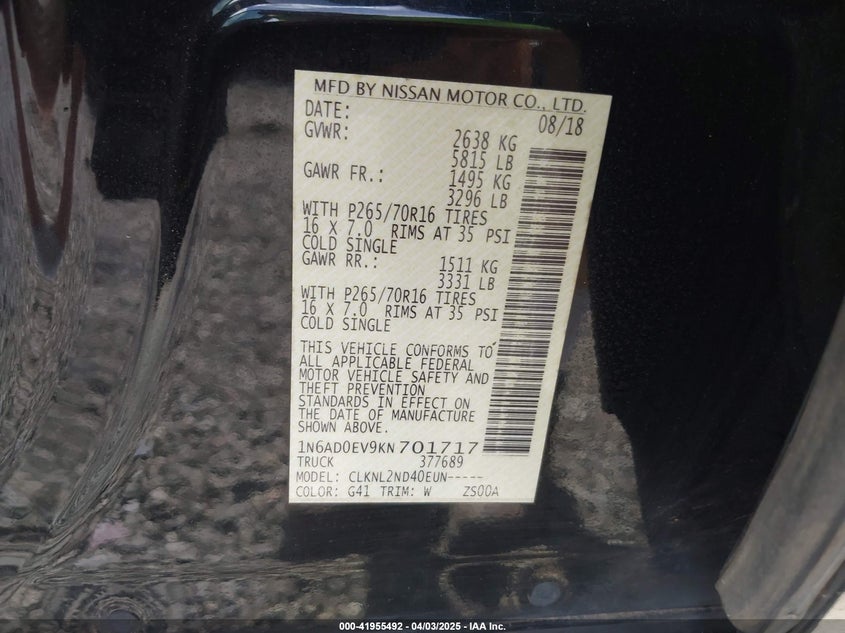 MFD BY NISSAN MOTOR CO., LTD.
DATE: 08/18
GVWR: 2638 KG
5815 LB
GAWR FR.: 1495 KG
3296 LB
WITH P265/70R16 TIRES
16 X 7.0 RIMS AT 35 PSI
COLD SINGLE
GAWR RR.: 1511 KG
3331 LB
WITH P265/70R16 TIRES
16 X 7.0 RIMS AT 35 PSI
COLD SINGLE
THIS VEHICLE CONFORMS TO
ALL APPLICABLE FEDERAL
MOTOR VEHICLE SAFETY AND
THEFT PREVENTION
STANDARDS IN EFFECT ON
THE DATE OF MANUFACTURE
SHOWN ABOVE.
1N6AD0EV9KN701717
TRUCK 377689
MODEL: CLKNL2ND40EUN-----
COLOR: G41 TRIM: W ZS00A
000-41955492 - 04/03/2025 - IAA Inc.